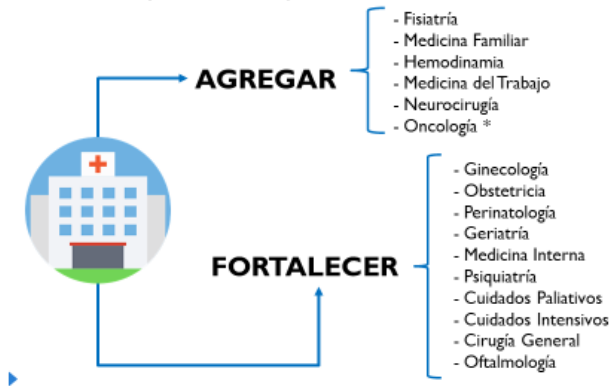 AGREGAR
- Fisiatría
- Medicina Familiar
- Hemodinamia
- Medicina del Trabajo
- Neurocirugía
- Oncología *
FORTALECER
- Ginecología
- Obstetricia
- Perinatología
- Geriatría
- Medicina Interna
- Psiquiatría
- Cuidados Paliativos
- Cuidados Intensivos
- Cirugía General
- Oftalmología